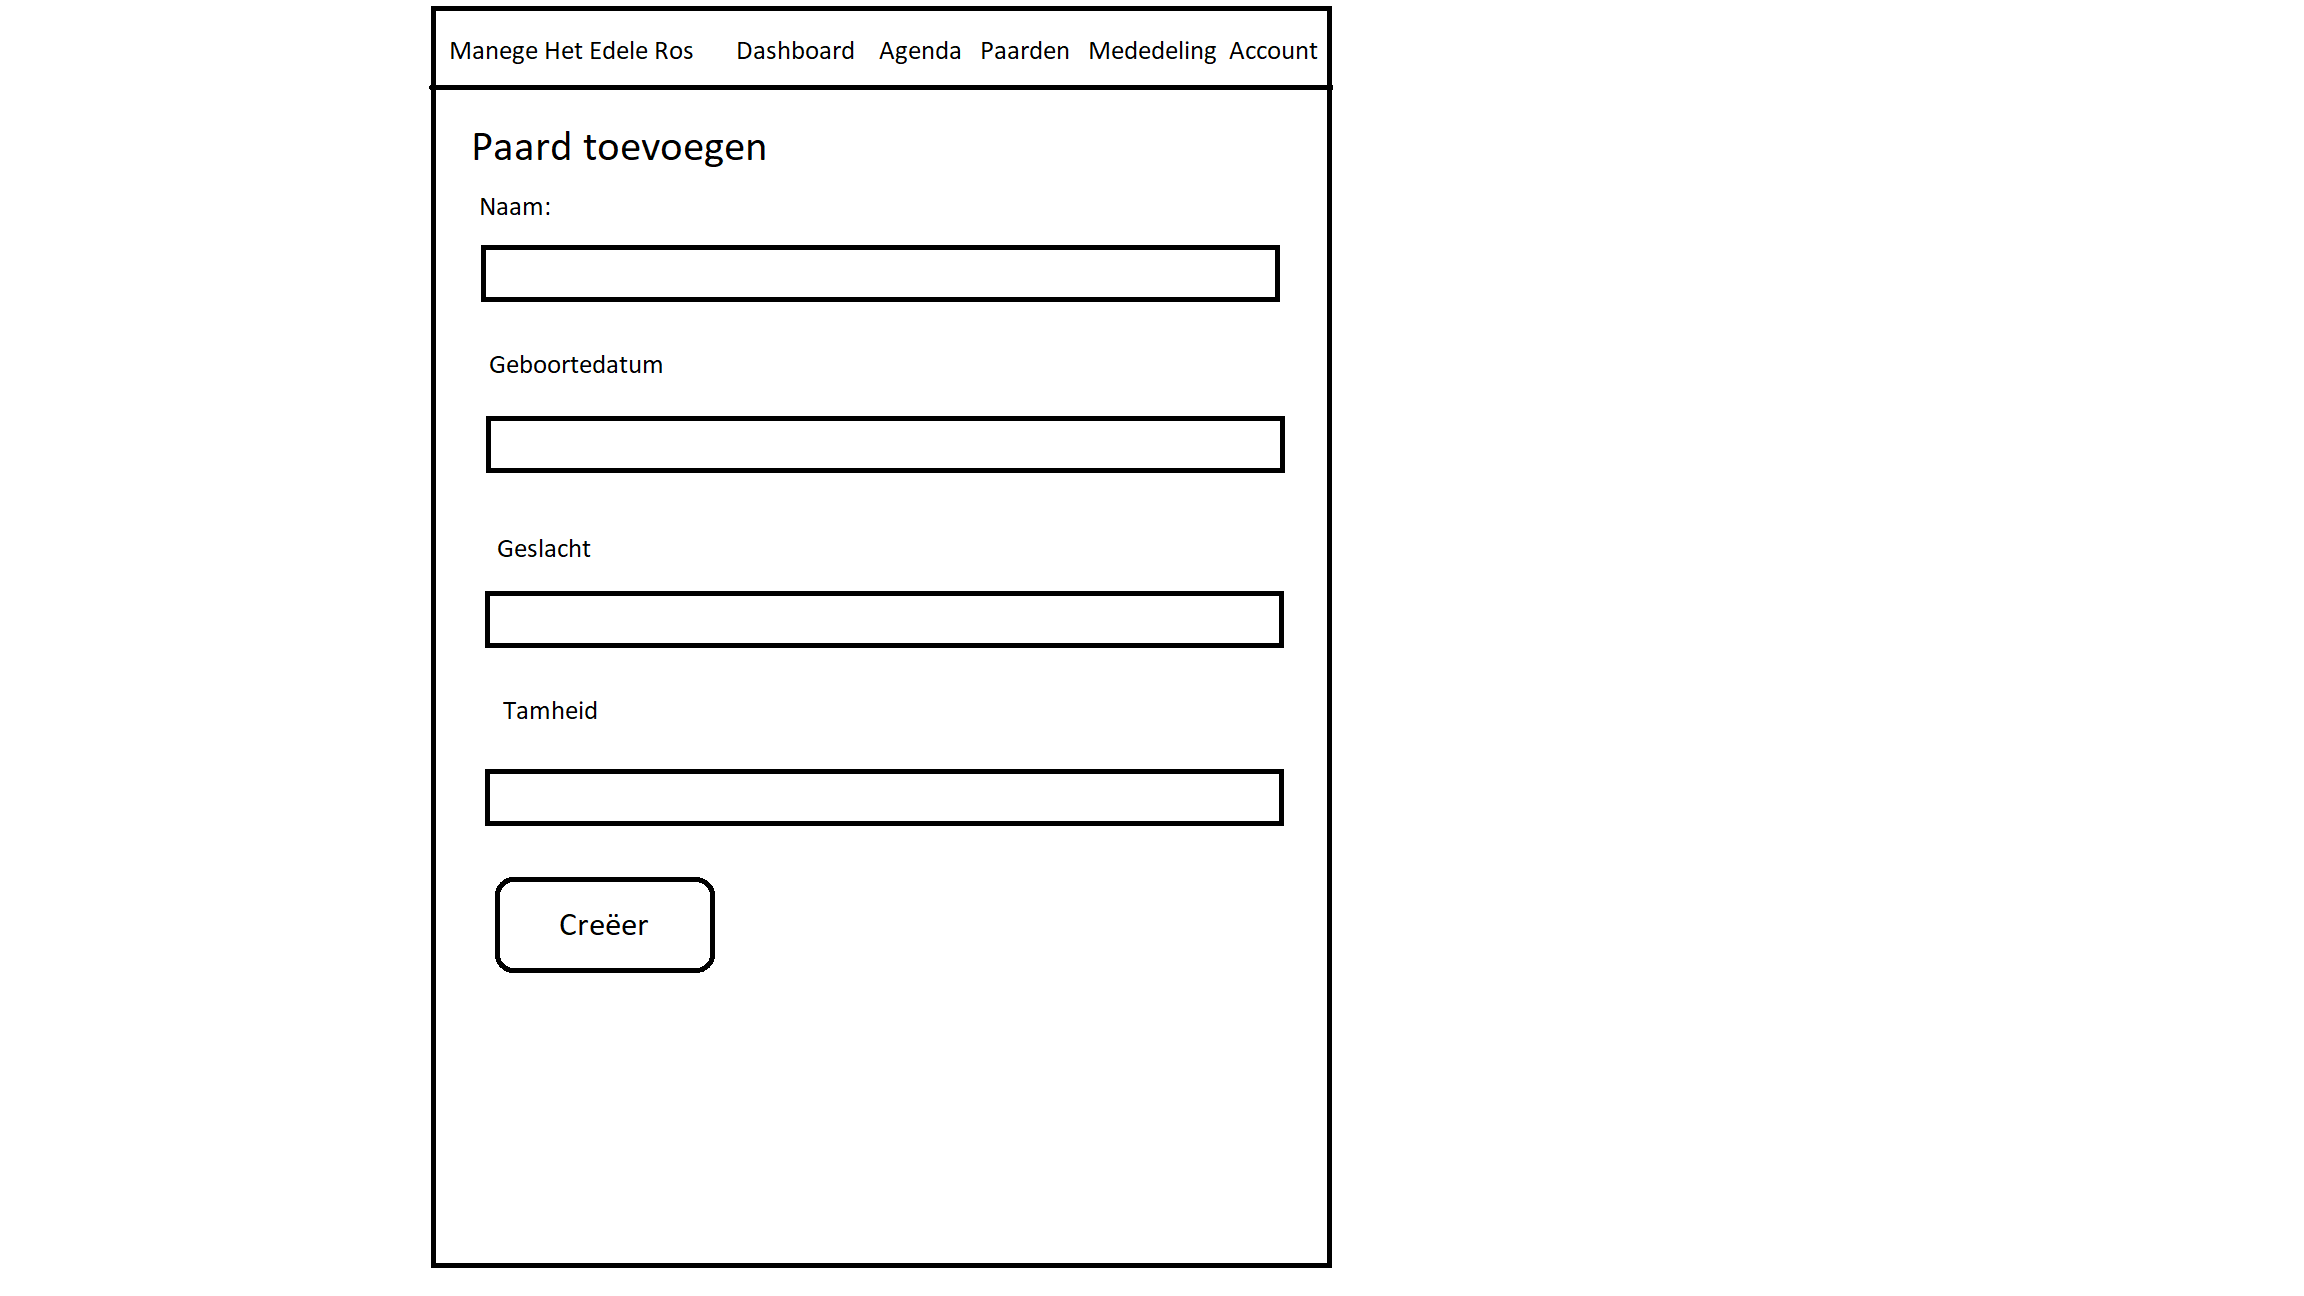 Manege Het Edele Ros Dashboard Agenda Paarden Mededeling Account
Paard toevoegen
Naam:
Geboortedatum
Geslacht
Tamheid
Creëer